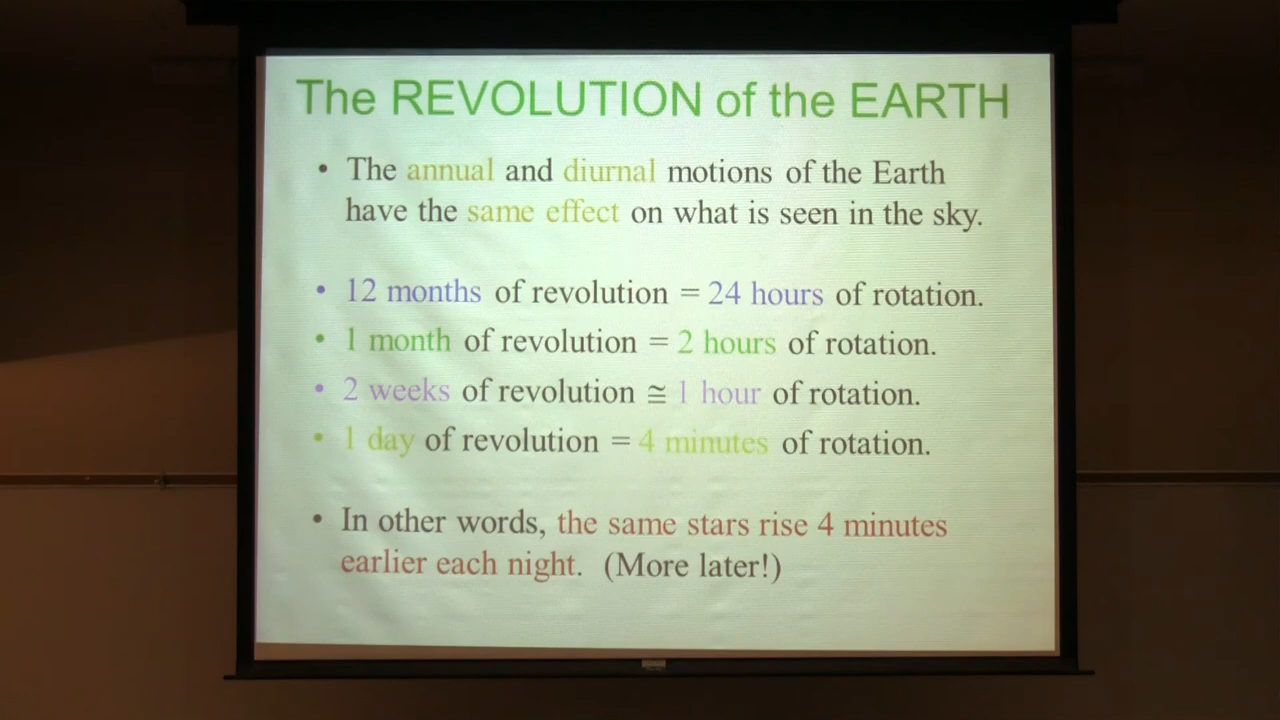 The REVOLUTION of the EARTH
• The annual and diurnal motions of the Earth
have the same effect on what is seen in the sky.
• 12 months of revolution = 24 hours of rotation.
• 1 month of revolution = 2 hours of rotation.
• 2 weeks of revolution ≅ 1 hour of rotation.
• 1 day of revolution = 4 minutes of rotation.
• In other words, the same stars rise 4 minutes
earlier each night. (More later!)